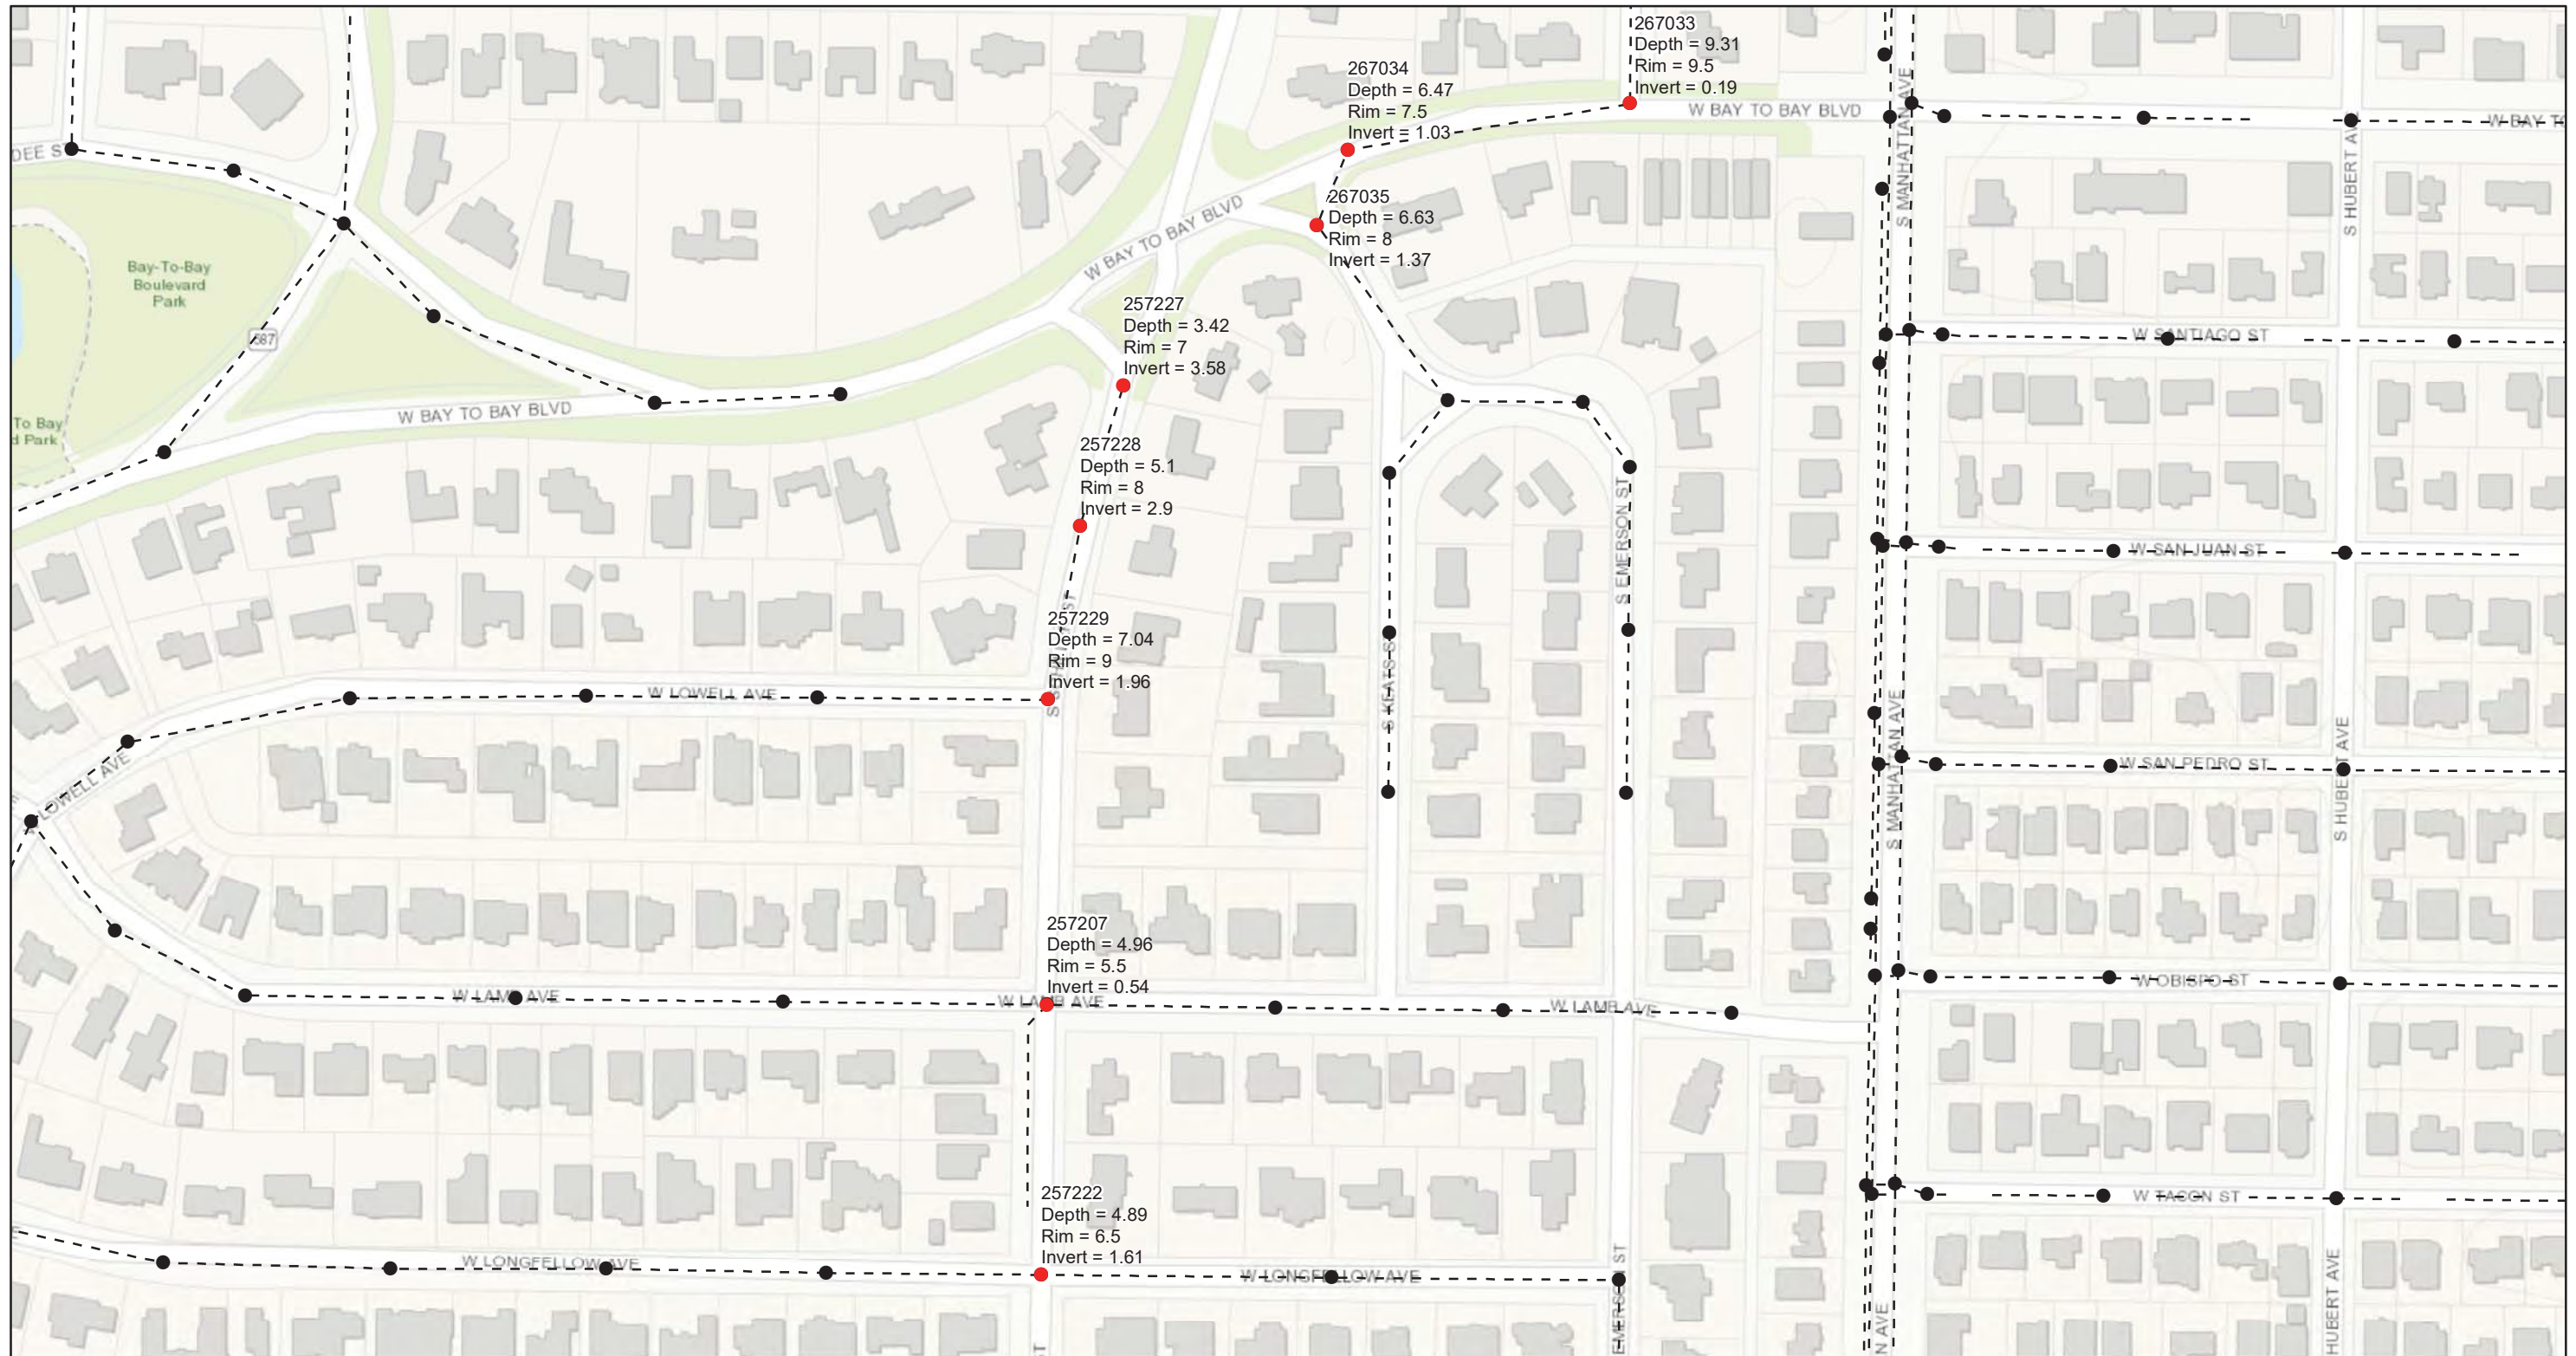 267033
Depth = 9.31
Rim = 9.5
Invert = 0.19
267034
Depth = 6.47
Rim = 7.5
Invert = 1.03
W BAY TO BAY BLVD
S MANHATTAN AVE
S HUBERT AVE
W BAY TO
DEE ST
267035
Depth = 6.63
Rim = 8
Invert = 1.37
W BAY TO BAY BLVD
Bay-To-Bay
Boulevard
Park
587
257227
Depth = 3.42
Rim = 7
Invert = 3.58
W SANTIAGO ST
W BAY TO BAY BLVD
To Bay
d Park
257228
Depth = 5.1
Rim = 8
Invert = 2.9
S EMERSON ST
W SAN JUAN ST
257229
Depth = 7.04
Rim = 9
Invert = 1.96
W LOWELL AVE
S KEATS ST
W LOWELL AVE
S MANHATTAN AVE
W SAN PEDRO ST
S HUBERT AVE
257207
Depth = 4.96
Rim = 5.5
Invert = 0.54
W LAMB AVE
W LAMB AVE
W LAMB AVE
W OBISPO ST
257222
Depth = 4.89
Rim = 6.5
Invert = 1.61
W TACON ST
W LONGFELLOW AVE
W LONGFELLOW AVE
EMERSON ST
N AVE
HUBERT AVE
ST